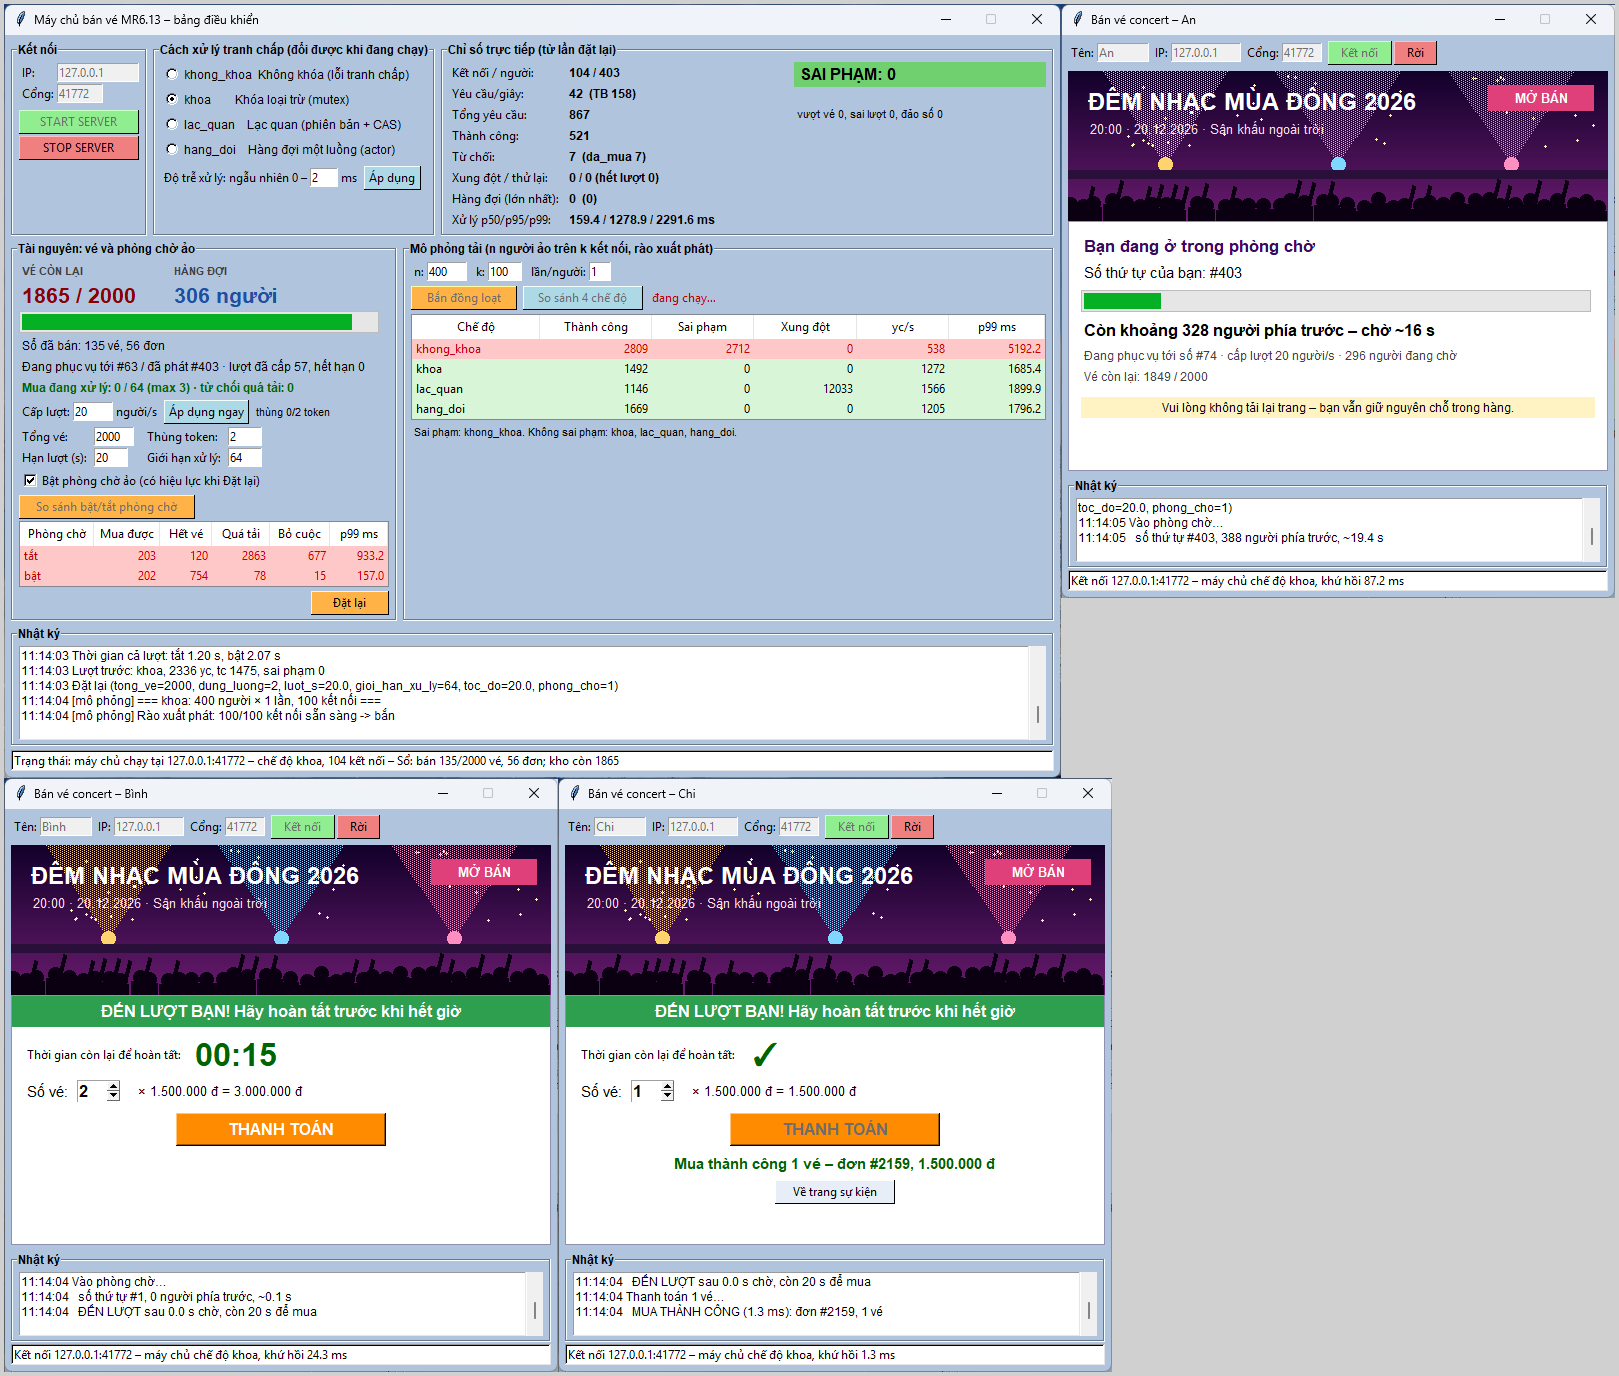 Máy chủ bán vé MR6.13 – bảng điều khiển
Kết nối
IP: 127.0.0.1
Cổng: 41772
START SERVER
STOP SERVER
Cách xử lý tranh chấp (đổi được khi đang chạy)
khong_khoa Không khóa (lỗi tranh chấp)
khoa Khóa loại trừ (mutex)
lac_quan Lạc quan (phiên bản + CAS)
hang_doi Hàng đợi một luồng (actor)
Độ trễ xử lý: ngẫu nhiên 0 – 2 ms Áp dụng
Chỉ số trực tiếp (từ lần đặt lại)
Kết nối / người: 104 / 403
Yêu cầu/giây: 42 (TB 158)
Tổng yêu cầu: 867
Thành công: 521
Từ chối: 7 (da_mua 7)
Xung đột / thử lại: 0 / 0 (hết lượt 0)
Hàng đợi (lớn nhất): 0 (0)
Xử lý p50/p95/p99: 159.4 / 1278.9 / 2291.6 ms
SAI PHẠM: 0
vượt vé 0, sai lượt 0, đảo số 0
Tài nguyên: vé và phòng chờ ảo
VÉ CÒN LẠI HÀNG ĐỢI
1865 / 2000 306 người
Sổ đã bán: 135 vé, 56 đơn
Đang phục vụ tới #63 / đã phát #403 · lượt đã cấp 57, hết hạn 0
Mua đang xử lý: 0 / 64 (max 3) · từ chối quá tải: 0
Cấp lượt: 20 người/s Áp dụng ngay thùng 0/2 token
Tổng vé: 2000 Thùng token: 2
Hạn lượt (s): 20 Giới hạn xử lý: 64
Bật phòng chờ ảo (có hiệu lực khi Đặt lại)
So sánh bật/tắt phòng chờ
Phòng chờ Mua được Hết vé Quá tải Bỏ cuộc p99 ms
tắt 203 120 2863 677 933.2
bật 202 754 78 15 157.0
Đặt lại
Mô phỏng tải (n người ảo trên k kết nối, rào xuất phát)
n: 400 k: 100 lần/người: 1
Bắn đồng loạt So sánh 4 chế độ đang chạy...
Chế độ Thành công Sai phạm Xung đột yc/s p99 ms
khong_khoa 2809 2712 0 538 5192.2
khoa 1492 0 0 1272 1685.4
lac_quan 1146 0 12033 1566 1899.9
hang_doi 1669 0 0 1205 1796.2
Sai phạm: khong_khoa. Không sai phạm: khoa, lac_quan, hang_doi.
Nhật ký
11:14:03 Thời gian cả lượt: tắt 1.20 s, bật 2.07 s
11:14:03 Lượt trước: khoa, 2336 yc, tc 1475, sai phạm 0
11:14:03 Đặt lại (tong_ve=2000, dung_luong=2, luot_s=20.0, gioi_han_xu_ly=64, toc_do=20.0, phong_cho=1)
11:14:04 [mô phỏng] === khoa: 400 người × 1 lần, 100 kết nối ===
11:14:04 [mô phỏng] Rào xuất phát: 100/100 kết nối sẵn sàng -> bắn
Trạng thái: máy chủ chạy tại 127.0.0.1:41772 – chế độ khoa, 104 kết nối – Sổ: bán 135/2000 vé, 56 đơn; kho còn 1865
Bán vé concert – An
Tên: An IP: 127.0.0.1 Cổng: 41772 Kết nối Rời
ĐÊM NHẠC MÙA ĐÔNG 2026
MỞ BÁN
20:00 · 20.12.2026 · Sân khấu ngoài trời
Bạn đang ở trong phòng chờ
Số thứ tự của bạn: #403
Còn khoảng 328 người phía trước – chờ ~16 s
Đang phục vụ tới số #74 · cấp lượt 20 người/s · 296 người đang chờ
Vé còn lại: 1849 / 2000
Vui lòng không tải lại trang – bạn vẫn giữ nguyên chỗ trong hàng.
Nhật ký
toc_do=20.0, phong_cho=1)
11:14:05 Vào phòng chờ...
11:14:05 số thứ tự #403, 388 người phía trước, ~19.4 s
Kết nối 127.0.0.1:41772 – máy chủ chế độ khoa, khứ hồi 87.2 ms
Bán vé concert – Bình
Tên: Bình IP: 127.0.0.1 Cổng: 41772 Kết nối Rời
ĐÊM NHẠC MÙA ĐÔNG 2026
MỞ BÁN
20:00 · 20.12.2026 · Sân khấu ngoài trời
ĐẾN LƯỢT BẠN! Hãy hoàn tất trước khi hết giờ
Thời gian còn lại để hoàn tất: 00:15
Số vé: 2 × 1.500.000 đ = 3.000.000 đ
THANH TOÁN
Nhật ký
11:14:04 Vào phòng chờ...
11:14:04 số thứ tự #1, 0 người phía trước, ~0.1 s
11:14:04 ĐẾN LƯỢT sau 0.0 s chờ, còn 20 s để mua
Kết nối 127.0.0.1:41772 – máy chủ chế độ khoa, khứ hồi 24.3 ms
Bán vé concert – Chi
Tên: Chi IP: 127.0.0.1 Cổng: 41772 Kết nối Rời
ĐÊM NHẠC MÙA ĐÔNG 2026
MỞ BÁN
20:00 · 20.12.2026 · Sân khấu ngoài trời
ĐẾN LƯỢT BẠN! Hãy hoàn tất trước khi hết giờ
Thời gian còn lại để hoàn tất: ✓
Số vé: 1 × 1.500.000 đ = 1.500.000 đ
THANH TOÁN
Mua thành công 1 vé – đơn #2159, 1.500.000 đ
Về trang sự kiện
Nhật ký
11:14:04 ĐẾN LƯỢT sau 0.0 s chờ, còn 20 s để mua
11:14:04 Thanh toán 1 vé...
11:14:04 MUA THÀNH CÔNG (1.3 ms): đơn #2159, 1 vé
Kết nối 127.0.0.1:41772 – máy chủ chế độ khoa, khứ hồi 1.3 ms